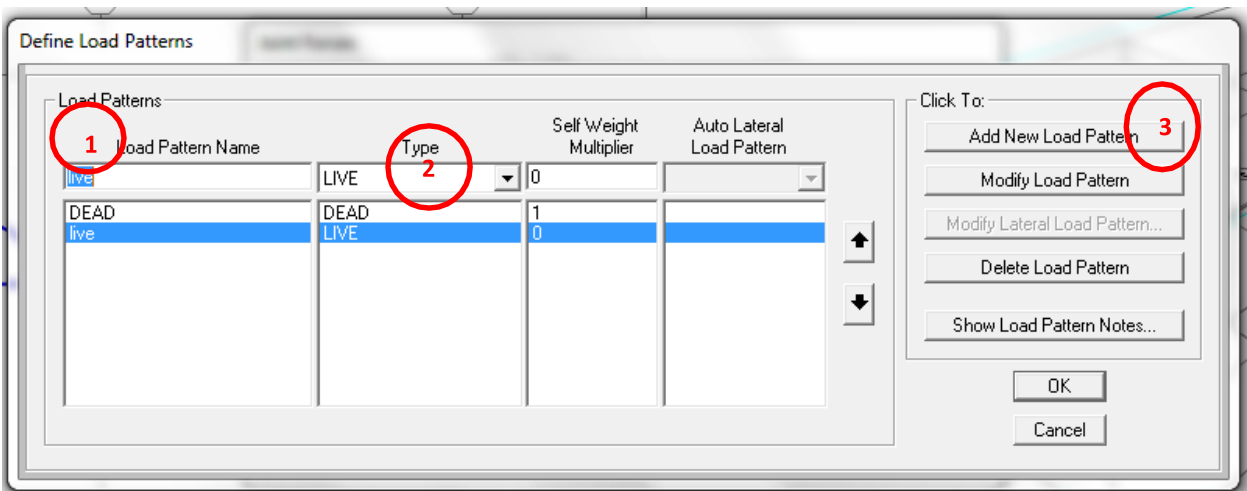 Define Load Patterns
Load Patterns
Click To:
1
Load Pattern Name
Type
2
Self Weight
Multiplier
Auto Lateral
Load Pattern
Add New Load Pattern
3
live
LIVE
0
Modify Load Pattern
DEAD
DEAD
1
live
LIVE
0
Modify Lateral Load Pattern...
Delete Load Pattern
Show Load Pattern Notes...
OK
Cancel